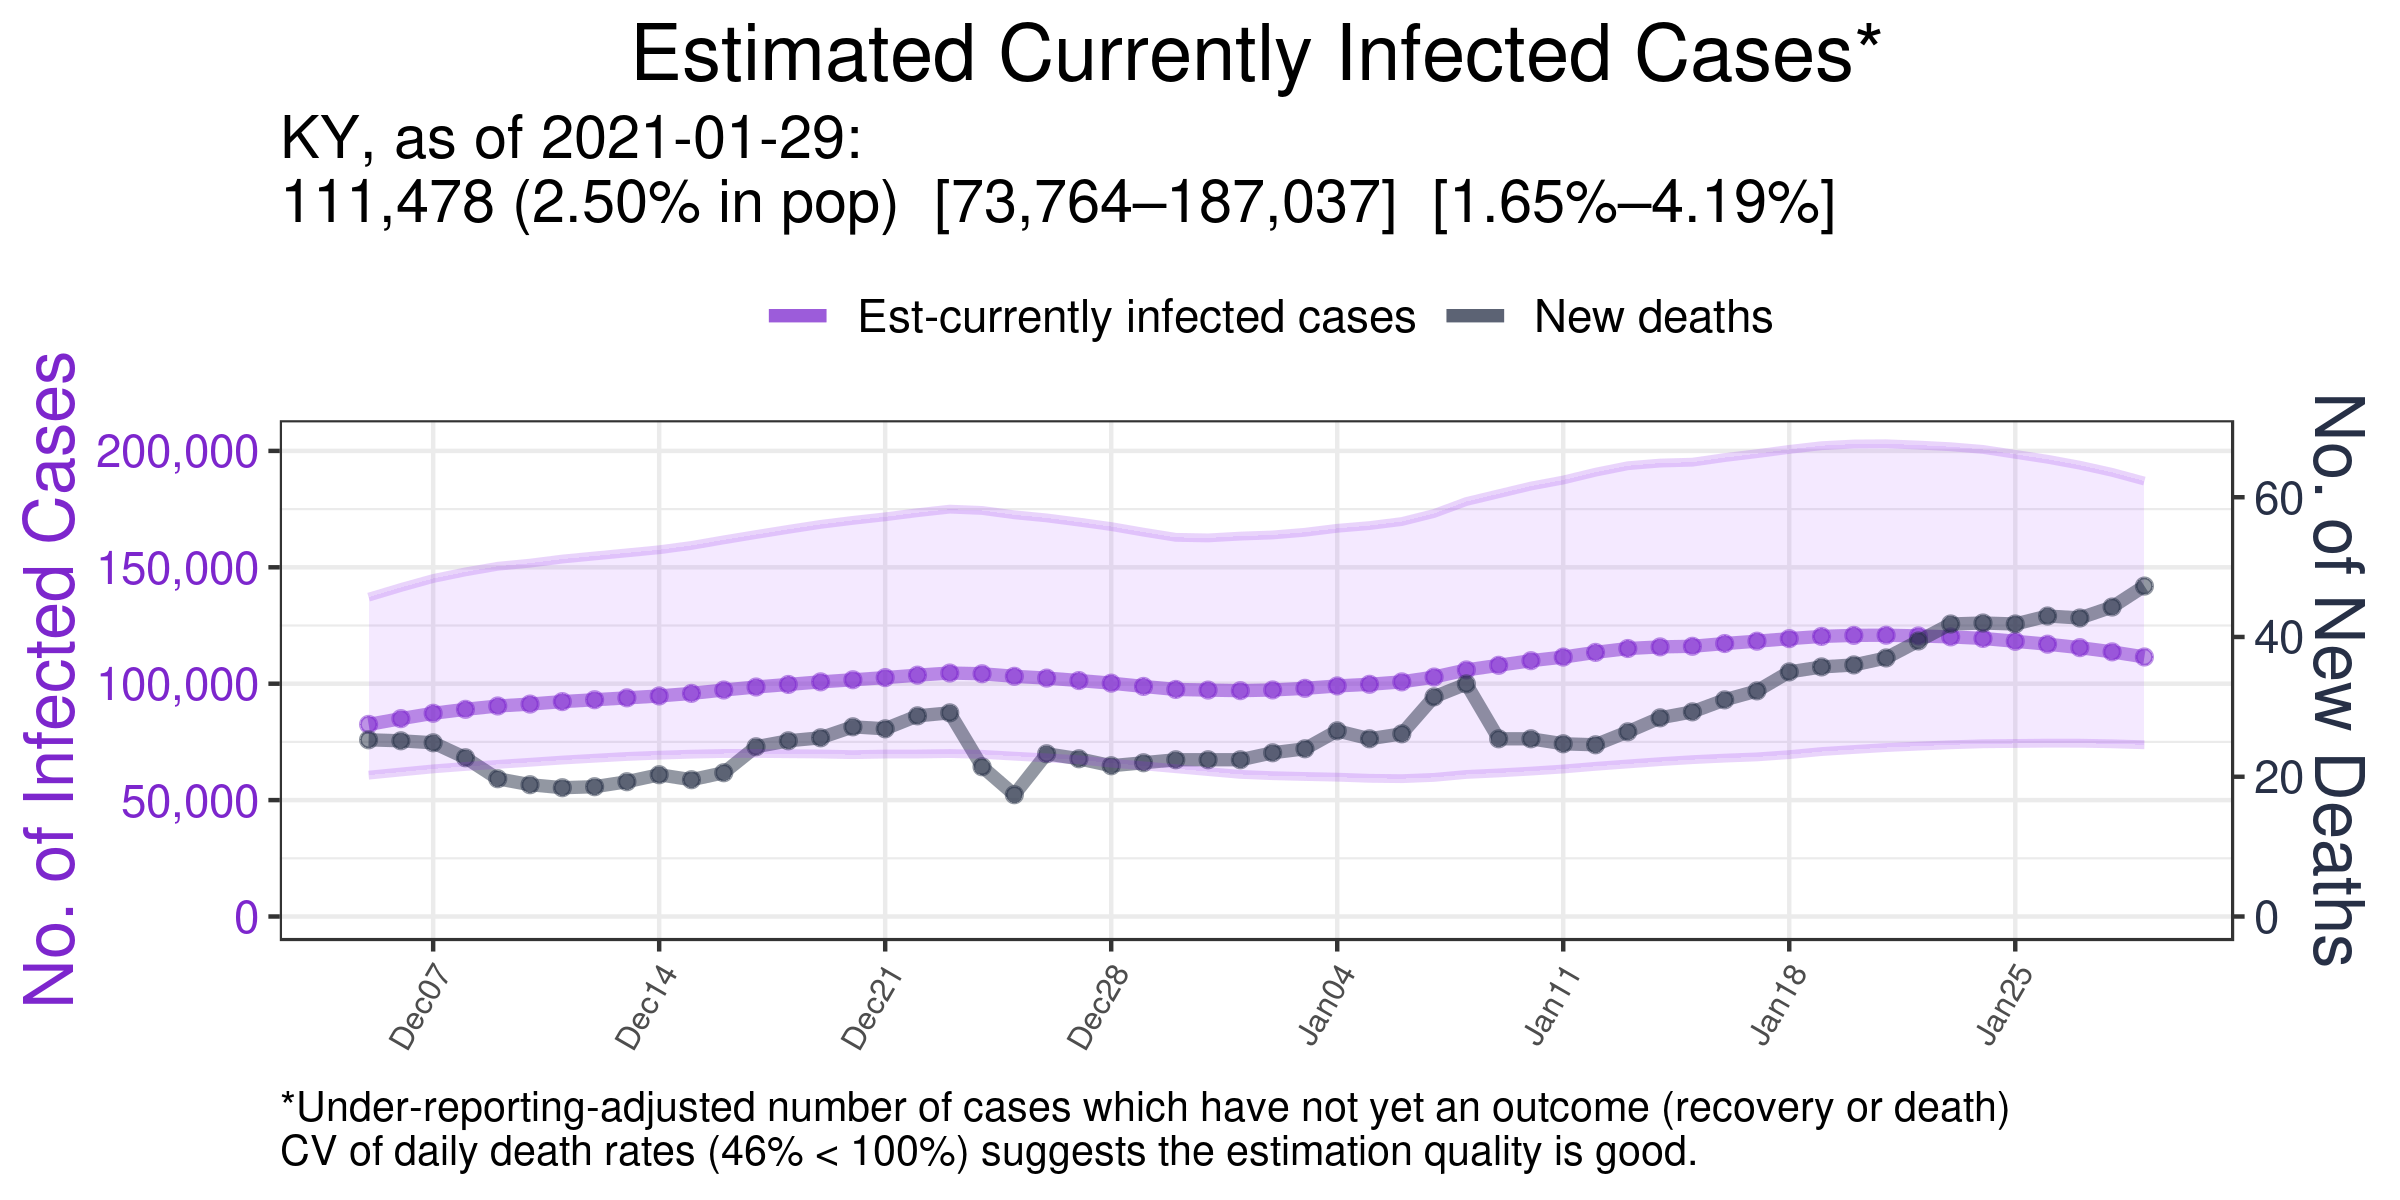 Estimated Currently Infected Cases*
KY, as of 2021-01-29:
111,478 (2.50% in pop)  [73,764–187,037]  [1.65%–4.19%]
Est-currently infected cases
New deaths
No. of Infected Cases
200,000
150,000
100,000
50,000
0
60
40
20
0
No. of New Deaths
Dec07
Dec14
Dec21
Dec28
Jan04
Jan11
Jan18
Jan25
*Under-reporting-adjusted number of cases which have not yet an outcome (recovery or death)
CV of daily death rates (46% < 100%) suggests the estimation quality is good.